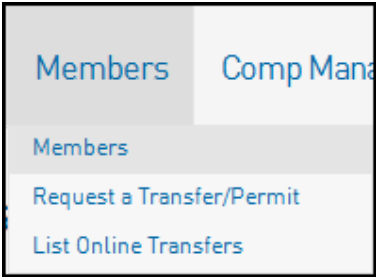 Members Comp Mana
Members
Request a Transfer/Permit
List Online Transfers